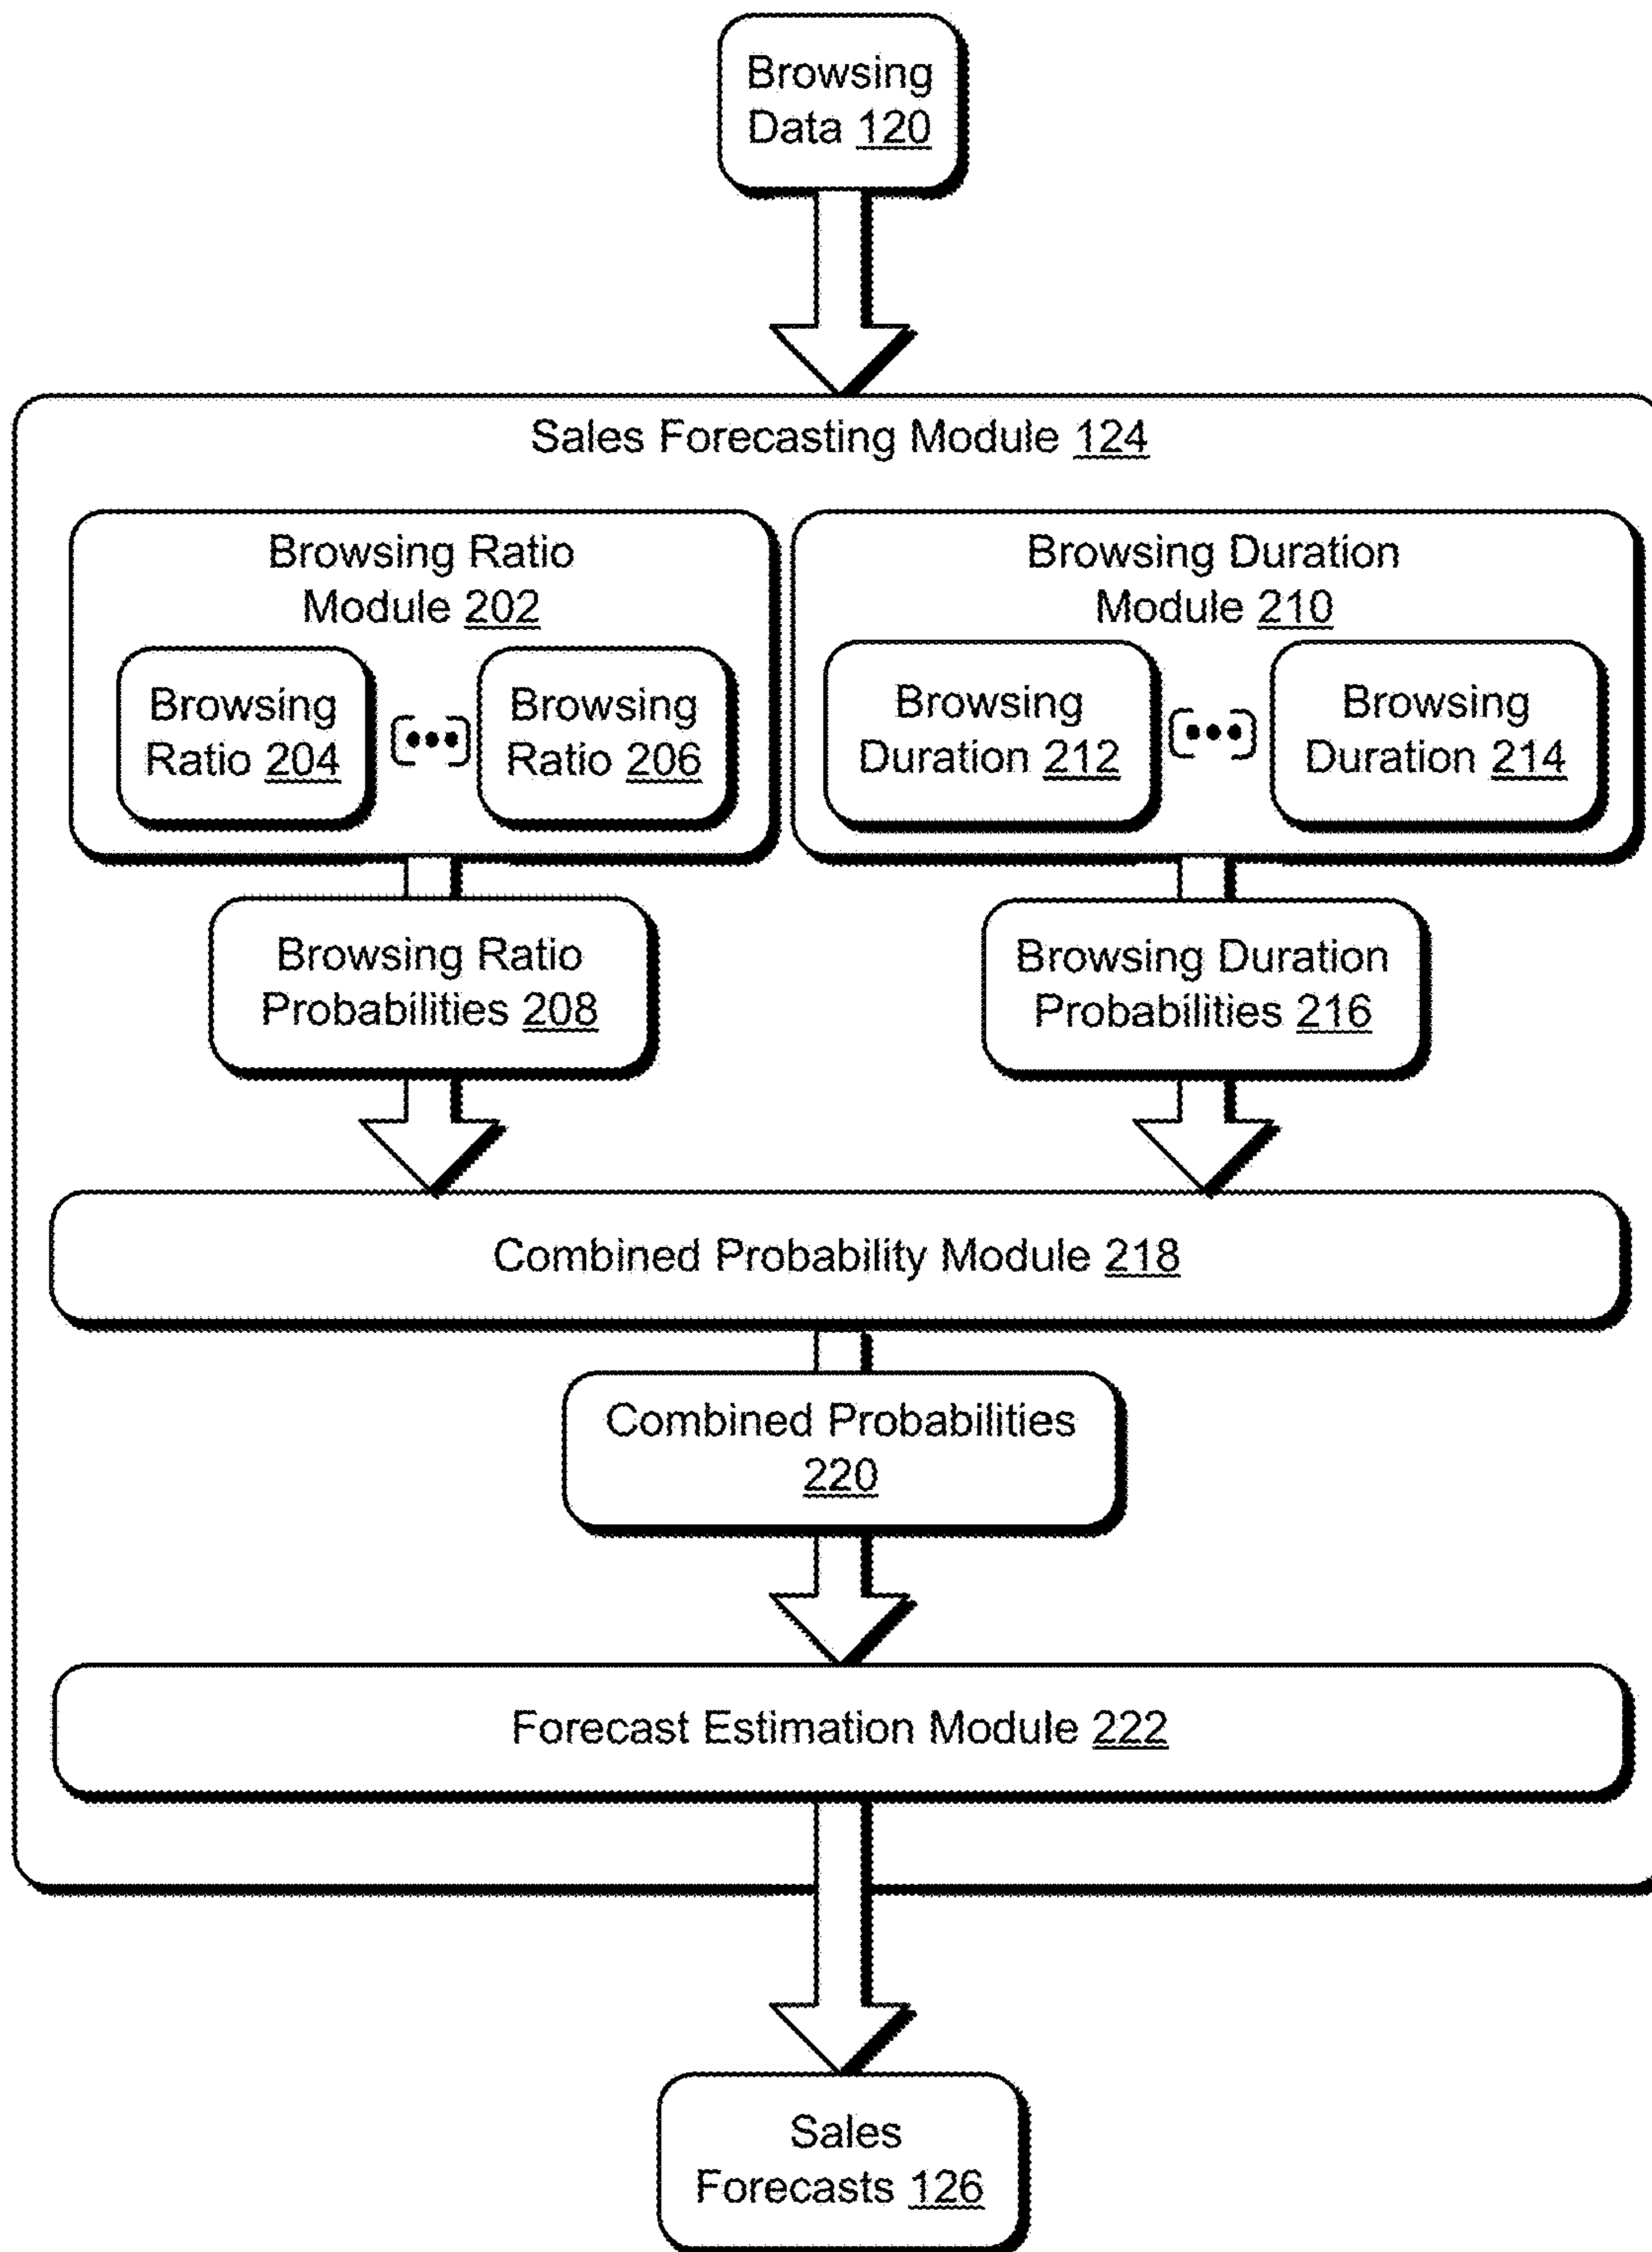 Browsing
Data 120
Sales Forecasting Module 124
Browsing Ratio
Module 202
Browsing
Ratio 204
Browsing
Ratio 206
Browsing Duration
Module 210
Browsing
Duration 212
Browsing
Duration 214
Browsing Ratio
Probabilities 208
Browsing Duration
Probabilities 216
Combined Probability Module 218
Combined Probabilities
220
Forecast Estimation Module 222
Sales
Forecasts 126